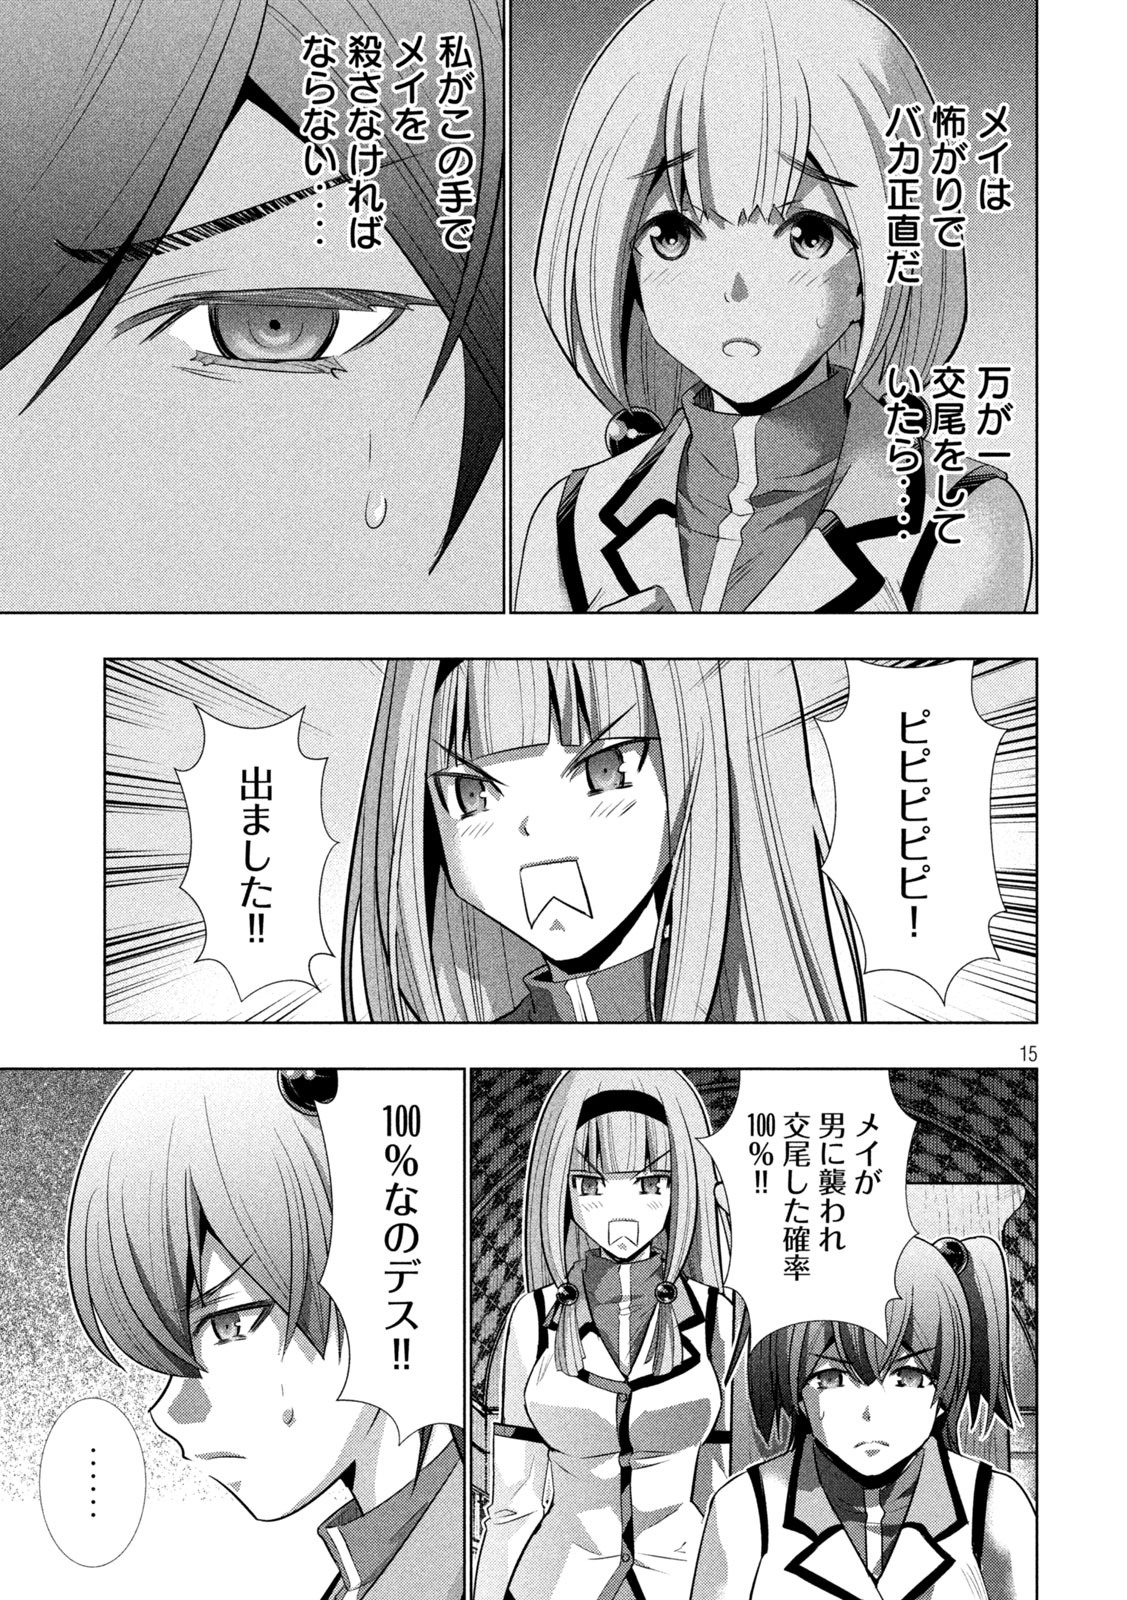 メイは
怖がりで
バカ正直だ
万が一
交尾をして
いたら‥‥
私がこの手で
メイを
殺さなければ
ならない‥‥
ピピピピピ！
出ました!!
15
メイが
男に襲われ
交尾した確率
100％!!
100％なのデス!!
‥‥‥